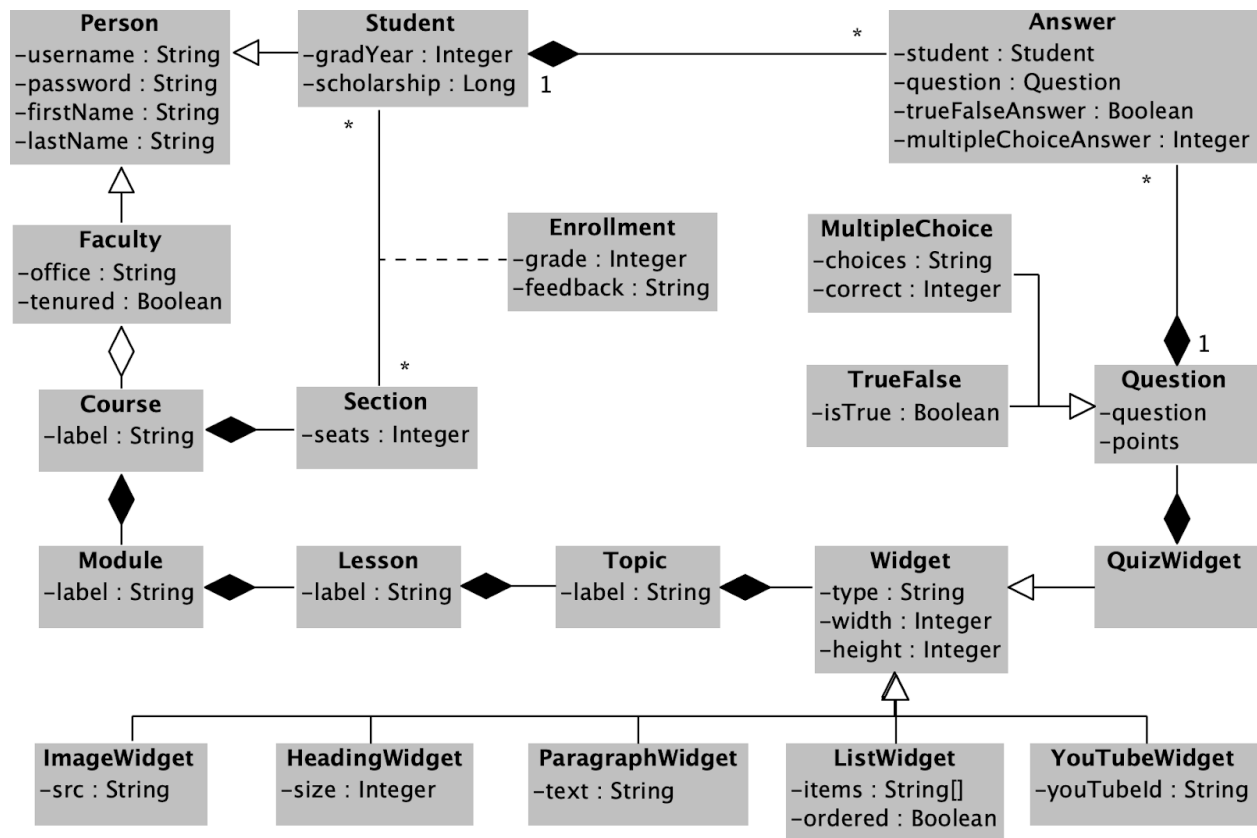 Person
-username : String
-password : String
-firstName : String
-lastName : String
Student
-gradYear : Integer
-scholarship : Long
1
*
*
Answer
-student : Student
-question : Question
-trueFalseAnswer : Boolean
-multipleChoiceAnswer : Integer
*
Faculty
-office : String
-tenured : Boolean
Enrollment
-grade : Integer
-feedback : String
MultipleChoice
-choices : String
-correct : Integer
1
*
Course
-label : String
Section
-seats : Integer
TrueFalse
-isTrue : Boolean
Question
-question
-points
Module
-label : String
Lesson
-label : String
Topic
-label : String
Widget
-type : String
-width : Integer
-height : Integer
QuizWidget
ImageWidget
-src : String
HeadingWidget
-size : Integer
ParagraphWidget
-text : String
ListWidget
-items : String[]
-ordered : Boolean
YouTubeWidget
-youTubeId : String